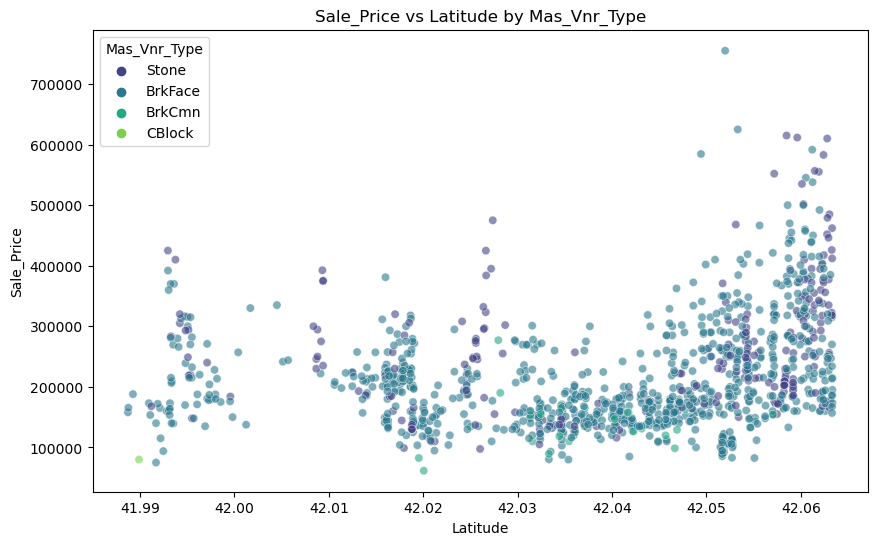 Sale_Price vs Latitude by Mas_Vnr_Type
Mas_Vnr_Type
Stone
BrkFace
BrkCmn
CBlock
700000
600000
500000
400000
300000
200000
100000
Sale_Price
41.99 42.00 42.01 42.02 42.03 42.04 42.05 42.06
Latitude